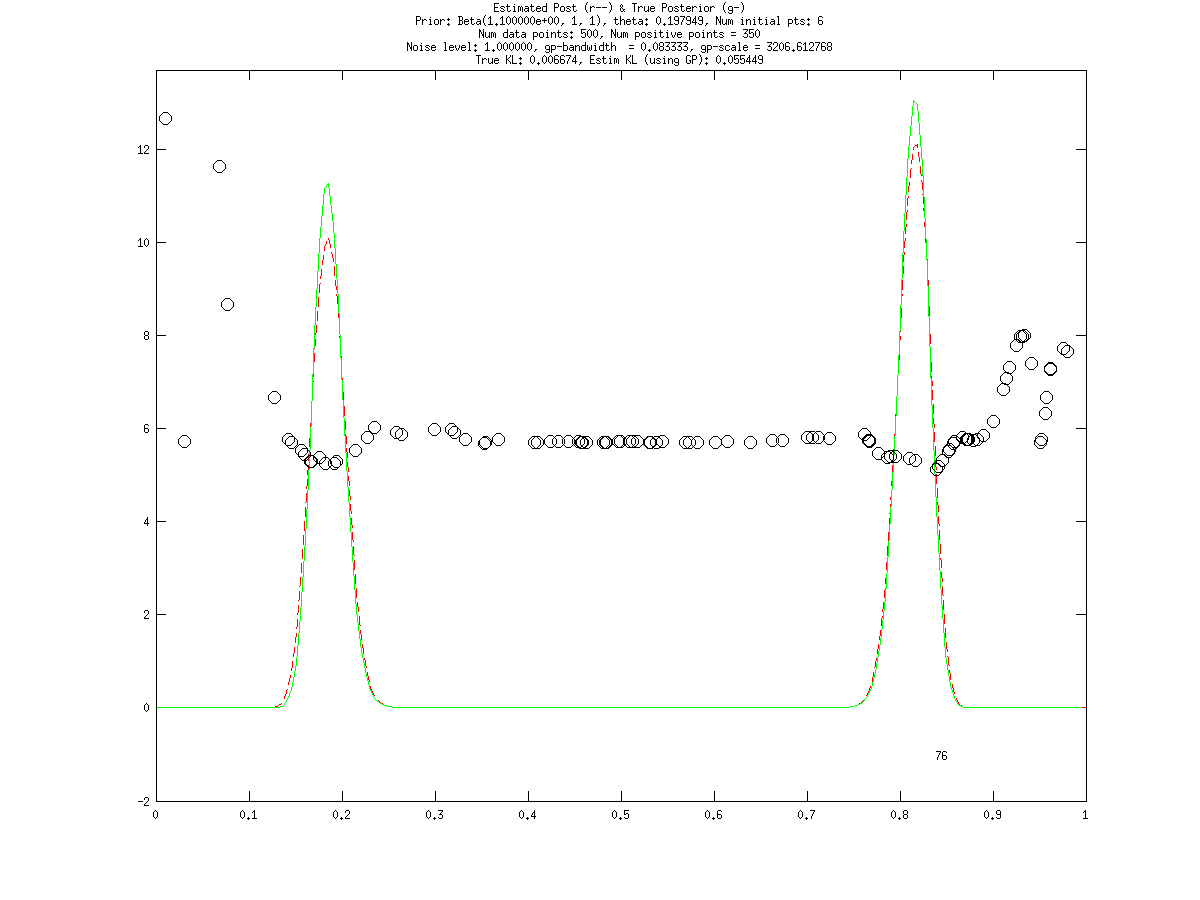 Estimated Post (r--) & True Posterior (g-)
Prior: Beta(1.100000e+00, 1, 1), theta: 0.197949, Num initial pts: 6
Num data points: 500, Num positive points = 350
Noise level: 1.000000, gp-bandwidth  = 0.083333, gp-scale = 3206.612768
True KL: 0.006674, Estim KL (using GP): 0.055449
12
10
8
6
4
2
0
76
-2
0 0.1 0.2 0.3 0.4 0.5 0.6 0.7 0.8 0.9 1